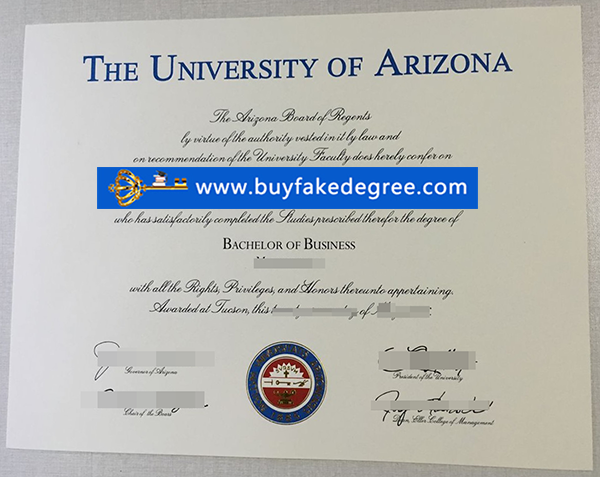 THE UNIVERSITY OF ARIZONA
The Arizona Board of Regents
by virtue of the authority vested in it by law and
on recommendation of the University Faculty does hereby confer on
www.buyfakedegree.com
who has satisfactorily completed the Studies prescribed therefor the degree of
BACHELOR OF BUSINESS
with all the Rights, Privileges, and Honors thereunto appertaining.
Awarded at Tucson, this of
Governor of Arizona
President of the University
Chair of the Board
Dean, Eller College of Management